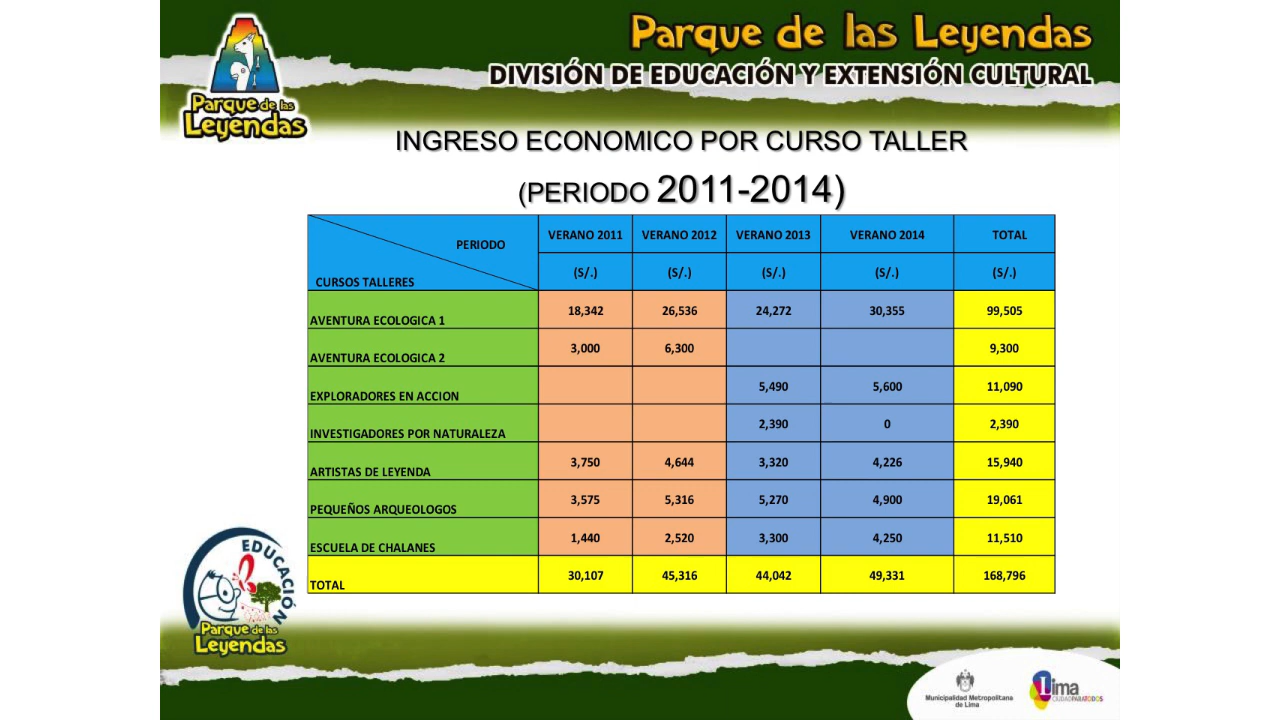 Parque de las Leyendas
DIVISIÓN DE EDUCACIÓN Y EXTENSIÓN CULTURAL
Parque de las
Leyendas
INGRESO ECONOMICO POR CURSO TALLER
(PERIODO 2011-2014)
PERIODO VERANO 2011 VERANO 2012 VERANO 2013 VERANO 2014 TOTAL
CURSOS TALLERES (S/.) (S/.) (S/.) (S/.) (S/.)
AVENTURA ECOLOGICA 1 18,342 26,536 24,272 30,355 99,505
AVENTURA ECOLOGICA 2 3,000 6,300 9,300
EXPLORADORES EN ACCION 5,490 5,600 11,090
INVESTIGADORES POR NATURALEZA 2,390 0 2,390
ARTISTAS DE LEYENDA 3,750 4,644 3,320 4,226 15,940
PEQUEÑOS ARQUEOLOGOS 3,575 5,316 5,270 4,900 19,061
ESCUELA DE CHALANES 1,440 2,520 3,300 4,250 11,510
TOTAL 30,107 45,316 44,042 49,331 168,796
EDUCACIÓN
Parque de las
Leyendas
Municipalidad Metropolitana
de Lima
Lima
CIUDADPARATODOS